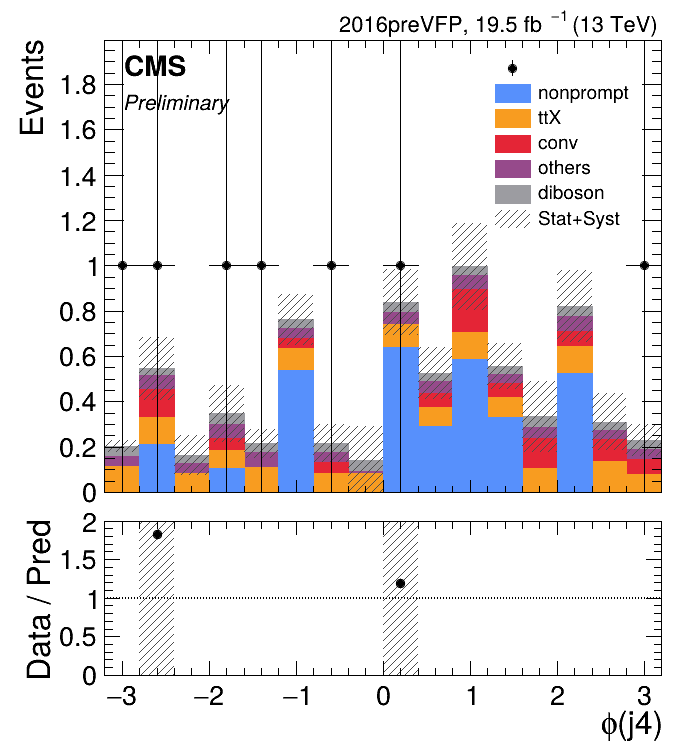 2016preVFP, 19.5 fb⁻¹ (13 TeV)
Events
CMS
Preliminary
nonprompt
ttX
conv
others
diboson
Stat+Syst
1.8
1.6
1.4
1.2
1
0.8
0.6
0.4
0.2
0
Data / Pred
2
1.5
1
0.5
0
−3 −2 −1 0 1 2 3
ϕ(j4)